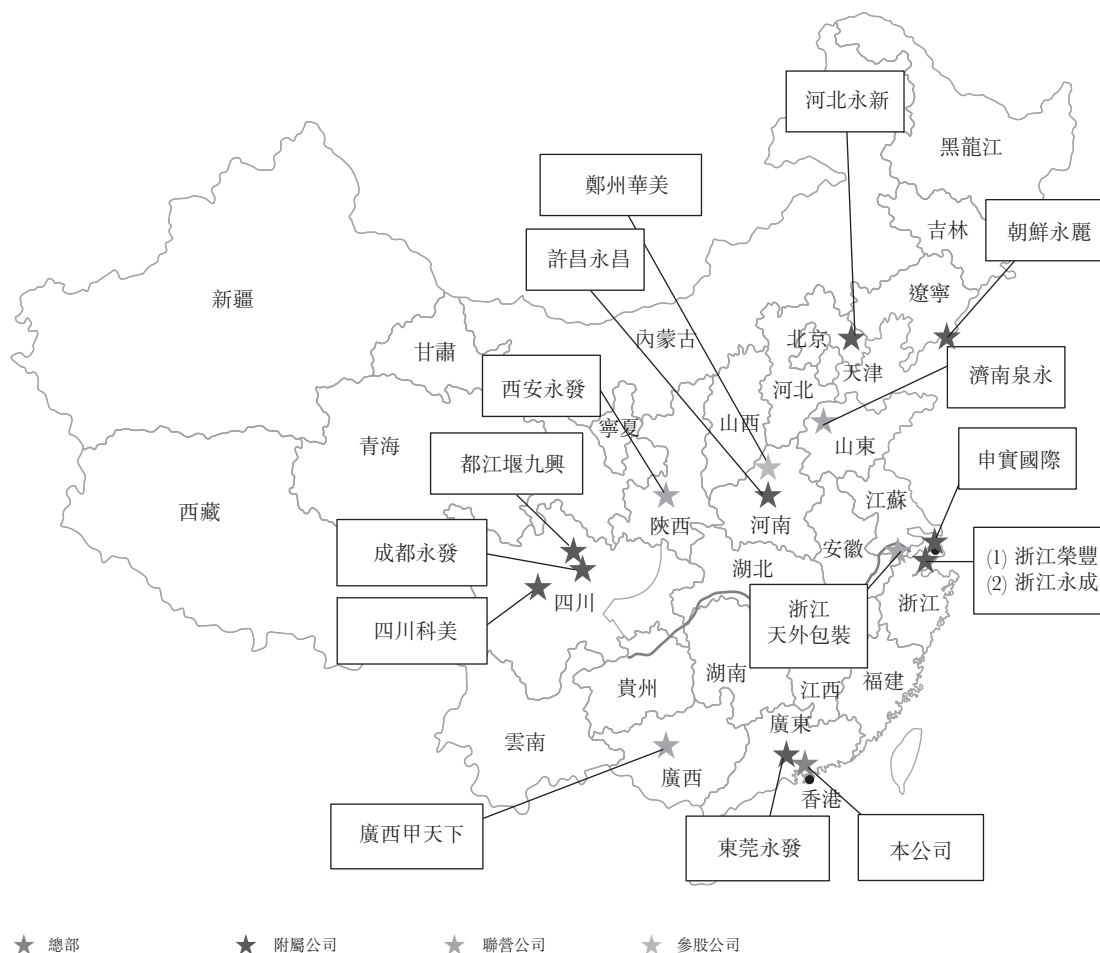 河北永新
黑龍江
鄭州華美
吉林
朝鮮永麗
許昌永昌
遼寧
新疆
內蒙古
北京
甘肅
天津
濟南泉永
西安永發
河北
山西
寧夏
山東
青海
都江堰九興
申實國際
江蘇
西藏
陝西
河南
安徽
成都永發
(1) 浙江榮豐
(2) 浙江永成
湖北
四川
浙江
浙江
天外包裝
四川科美
湖南
福建
貴州
江西
廣東
雲南
廣西
香港
廣西甲天下
東莞永發
本公司
總部
附屬公司
聯營公司
參股公司